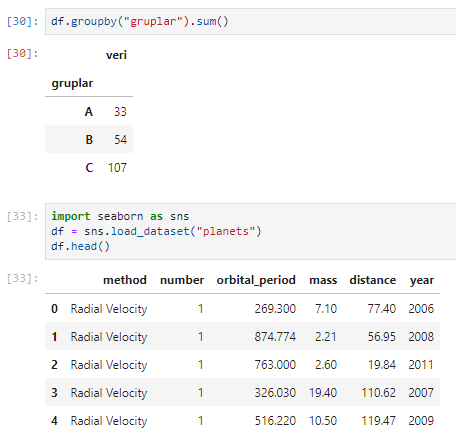 [30]: df.groupby("gruplar").sum()
[30]: veri
gruplar
A 33
B 54
C 107
[33]: import seaborn as sns
df = sns.load_dataset("planets")
df.head()
[33]: method number orbital_period mass distance year
0 Radial Velocity 1 269.300 7.10 77.40 2006
1 Radial Velocity 1 874.774 2.21 56.95 2008
2 Radial Velocity 1 763.000 2.60 19.84 2011
3 Radial Velocity 1 326.030 19.40 110.62 2007
4 Radial Velocity 1 516.220 10.50 119.47 2009